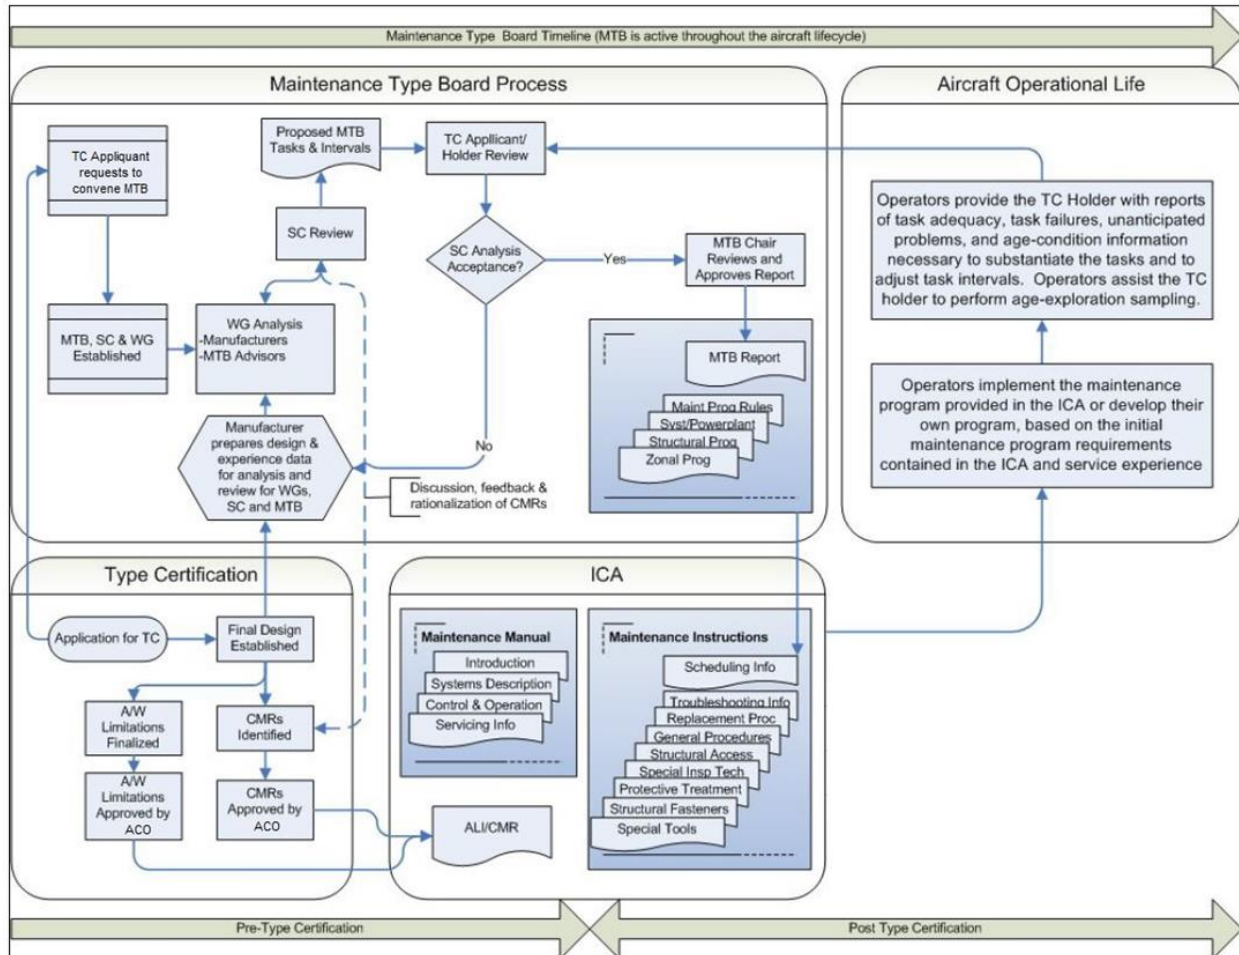 Maintenance Type Board Timeline (MTB is active throughout the aircraft lifecycle)
Maintenance Type Board Process
TC Appliquant
requests to
convene MTB
MTB, SC & WG
Established
Proposed MTB
Tasks & Intervals
SC Review
WG Analysis
-Manufacturers
-MTB Advisors
Manufacturer
prepares design &
experience data
for analysis and
review for WGs,
SC and MTB
TC Appllicant/
Holder Review
SC Analysis
Acceptance?
Yes
No
Discussion, feedback &
rationalization of CMRs
MTB Chair
Reviews and
Approves Report
MTB Report
Maint Prog Rules
Syst/Powerplant
Structural Prog
Zonal Prog
Aircraft Operational Life
Operators provide the TC Holder with reports
of task adequacy, task failures, unanticipated
problems, and age-condition information
necessary to substantiate the tasks and to
adjust task intervals. Operators assist the TC
holder to perform age-exploration sampling.
Operators implement the maintenance
program provided in the ICA or develop their
own program, based on the initial
maintenance program requirements
contained in the ICA and service experience
Type Certification
Application for TC
Final Design
Established
A/W
Limitations
Finalized
CMRs
Identified
A/W
Limitations
Approved by
ACO
CMRs
Approved by
ACO
ICA
Maintenance Manual
Introduction
Systems Description
Control & Operation
Servicing Info
ALI/CMR
Maintenance Instructions
Scheduling Info
Troubleshooting Info
Replacement Proc
General Procedures
Structural Access
Special Insp Tech
Protective Treatment
Structural Fasteners
Special Tools
Pre-Type Certification
Post Type Certification